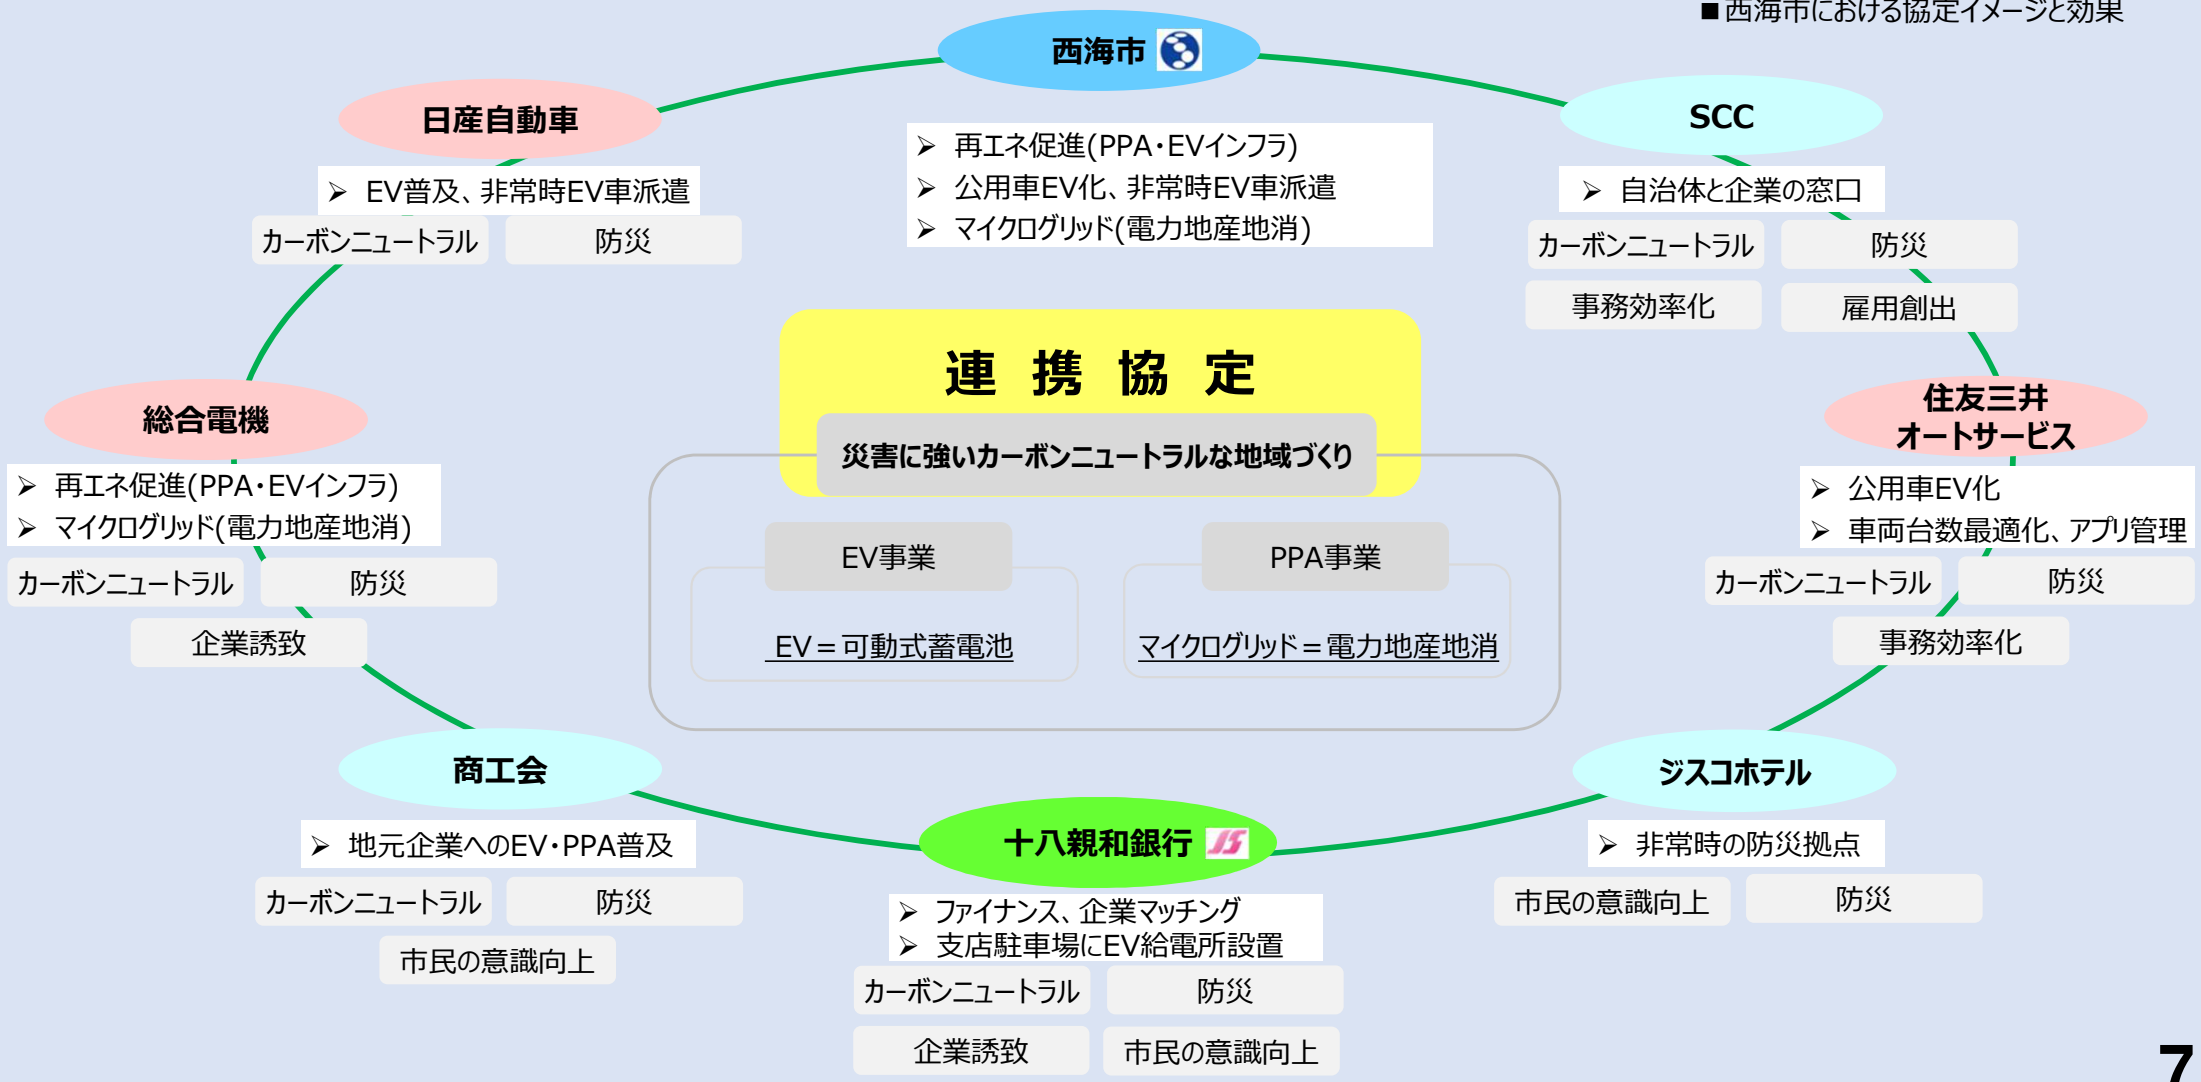 ■西海市における協定イメージと効果
西海市
➢ 再エネ促進(PPA・EVインフラ)
➢ 公用車EV化、非常時EV車派遣
➢ マイクログリッド(電力地産地消)
日産自動車
➢ EV普及、非常時EV車派遣
カーボンニュートラル
防災
SCC
➢ 自治体と企業の窓口
カーボンニュートラル
防災
事務効率化
雇用創出
連 携 協 定
災害に強いカーボンニュートラルな地域づくり
EV事業
EV=可動式蓄電池
PPA事業
マイクログリッド=電力地産地消
総合電機
➢ 再エネ促進(PPA・EVインフラ)
➢ マイクログリッド(電力地産地消)
カーボンニュートラル
防災
企業誘致
住友三井
オートサービス
➢ 公用車EV化
➢ 車両台数最適化、アプリ管理
カーボンニュートラル
防災
事務効率化
商工会
➢ 地元企業へのEV・PPA普及
カーボンニュートラル
防災
市民の意識向上
十八親和銀行
➢ ファイナンス、企業マッチング
➢ 支店駐車場にEV給電所設置
カーボンニュートラル
防災
企業誘致
市民の意識向上
ジスコホテル
➢ 非常時の防災拠点
市民の意識向上
防災
7